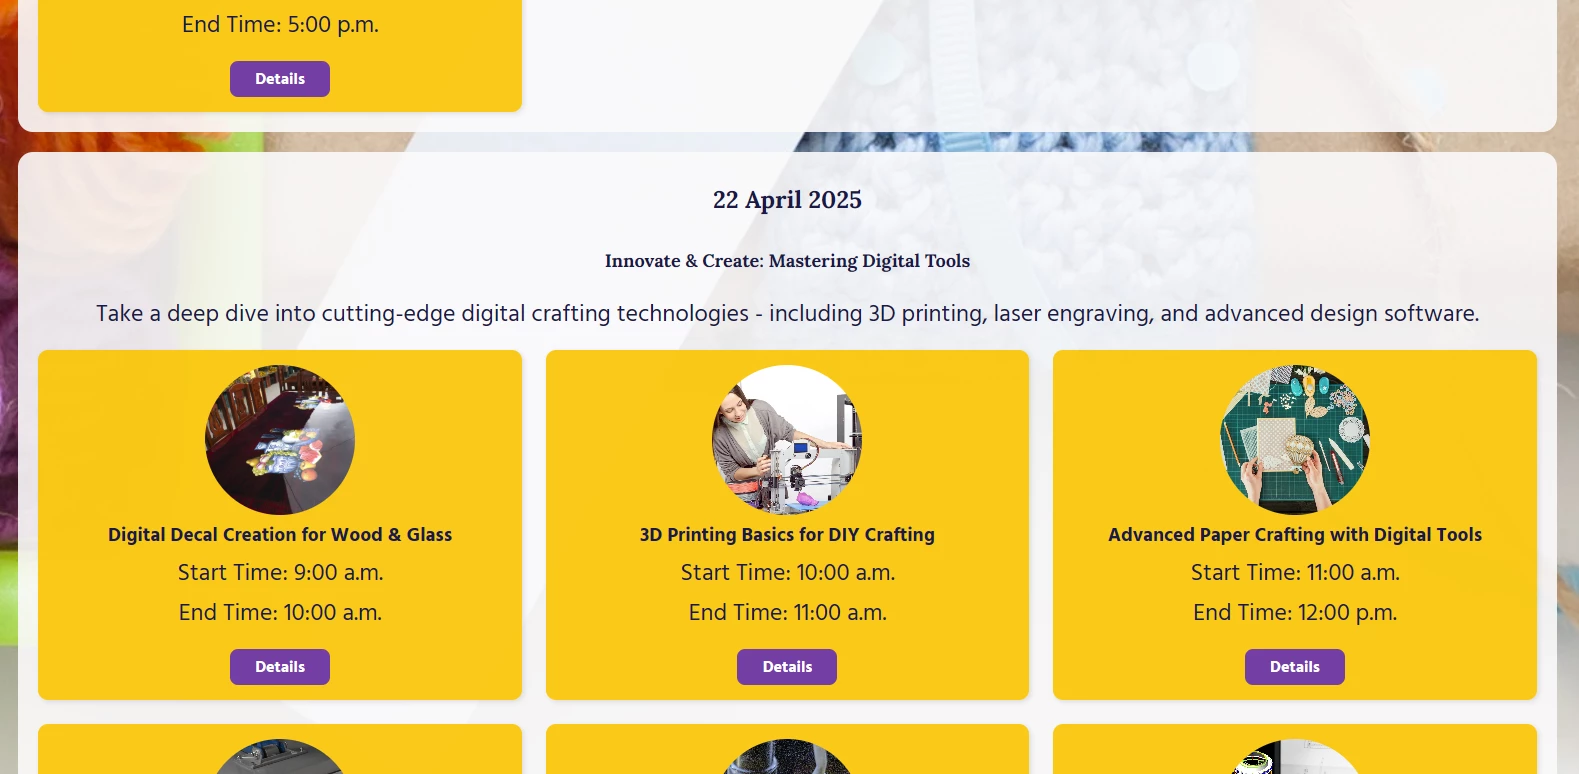 End Time: 5:00 p.m.
Details
22 April 2025
Innovate & Create: Mastering Digital Tools
Take a deep dive into cutting-edge digital crafting technologies - including 3D printing, laser engraving, and advanced design software.
Digital Decal Creation for Wood & Glass
Start Time: 9:00 a.m.
End Time: 10:00 a.m.
Details
3D Printing Basics for DIY Crafting
Start Time: 10:00 a.m.
End Time: 11:00 a.m.
Details
Advanced Paper Crafting with Digital Tools
Start Time: 11:00 a.m.
End Time: 12:00 p.m.
Details